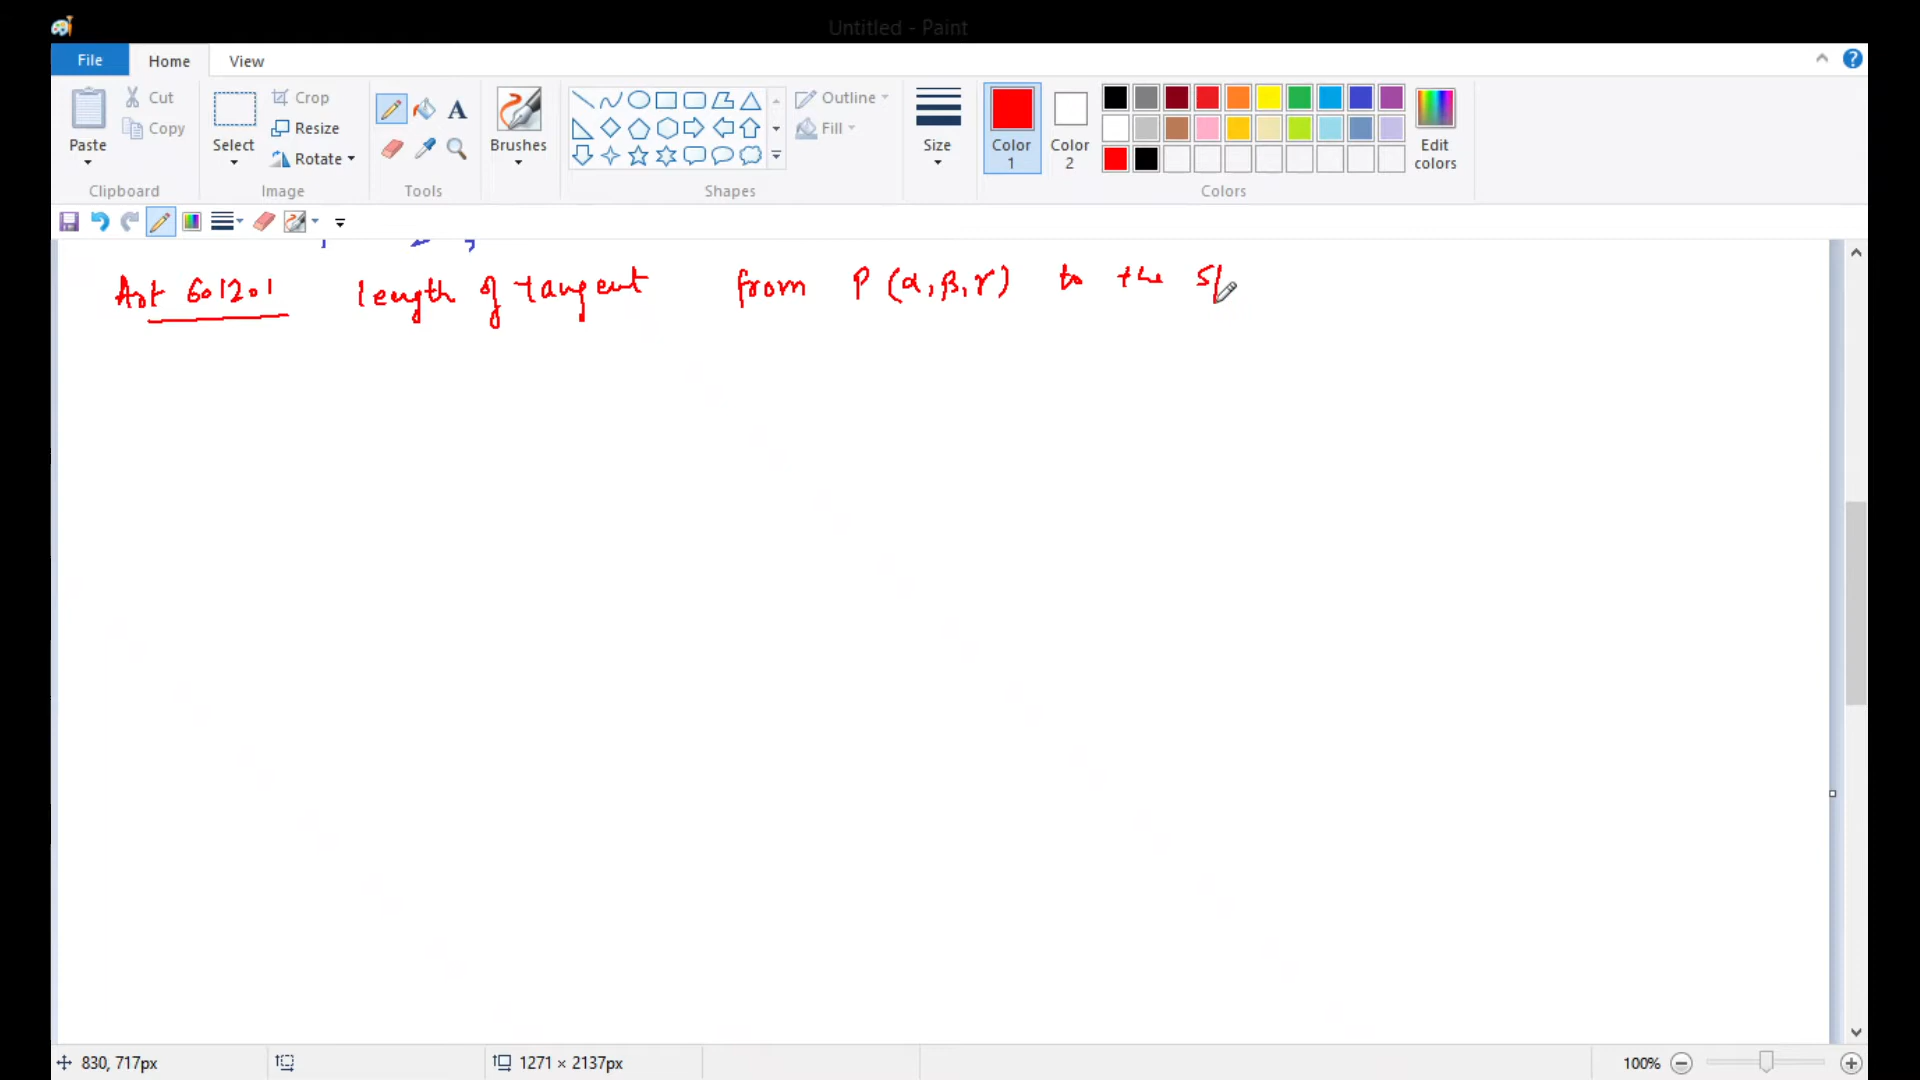 Untitled - Paint
File Home View
Paste Cut Copy Select Crop Resize Rotate A Brushes Outline Fill Size Color 1 Color 2 Edit colors
Clipboard Image Tools Shapes Colors
Art 6.12.1 length of tangent from P (α, β, γ) to the
830, 717px 1271 × 2137px 100%